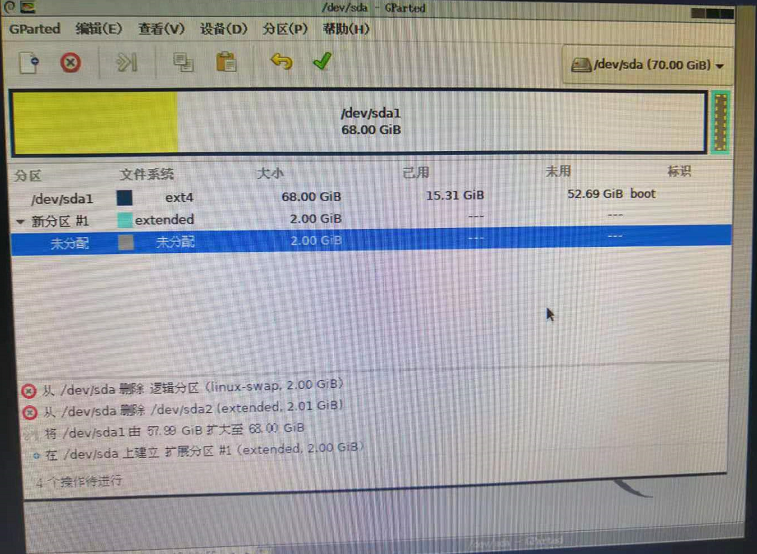 /dev/sda - GParted
GParted 编辑(E) 查看(V) 设备(D) 分区(P) 帮助(H)
/dev/sda (70.00 GiB)
/dev/sda1
68.00 GiB
分区 文件系统 大小 己用 未用 标识
/dev/sda1 ext4 68.00 GiB 15.31 GiB 52.69 GiB boot
新分区 #1 extended 2.00 GiB --- ---
未分配 未分配 2.00 GiB --- ---
从 /dev/sda 删除 逻辑分区 (linux-swap, 2.00 GiB)
从 /dev/sda 删除 /dev/sda2 (extended, 2.01 GiB)
将 /dev/sda1 由 57.99 GiB 扩大至 68.00 GiB
在 /dev/sda 上建立 扩展分区 #1 (extended, 2.00 GiB)
4 个操作待进行